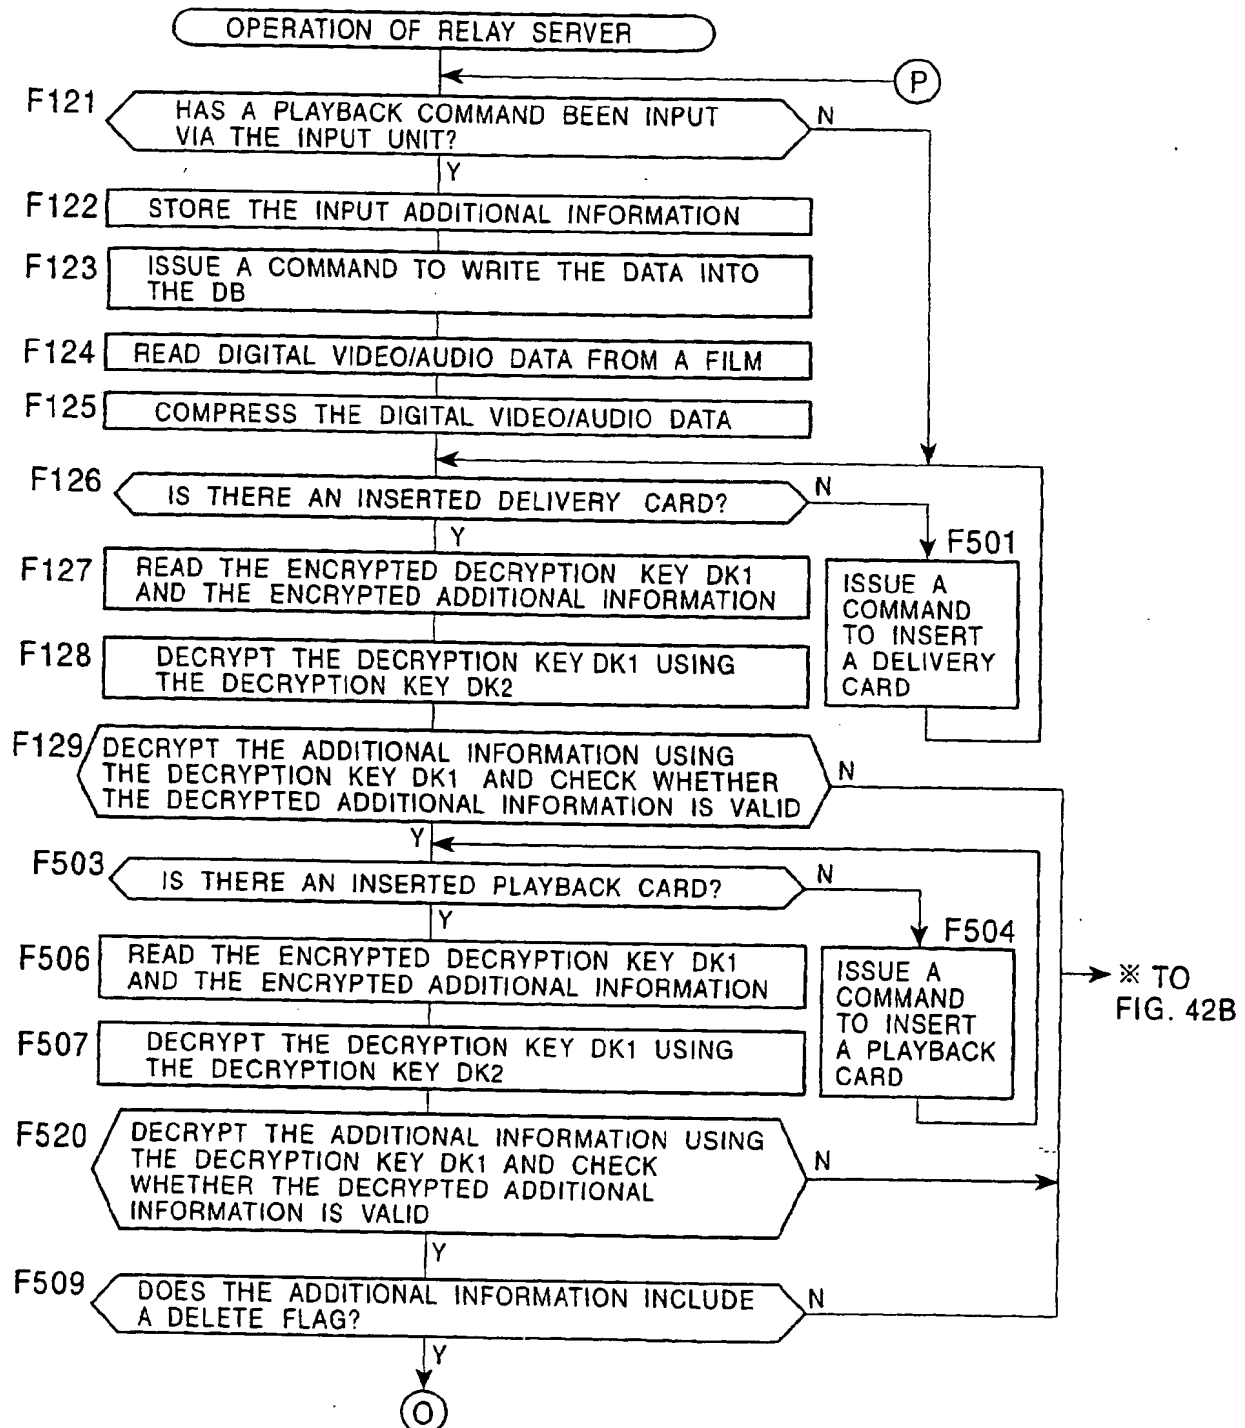 OPERATION OF RELAY SERVER
P
F121
HAS A PLAYBACK COMMAND BEEN INPUT
VIA THE INPUT UNIT?
N
Y
F122
STORE THE INPUT ADDITIONAL INFORMATION
F123
ISSUE A COMMAND TO WRITE THE DATA INTO
THE DB
F124
READ DIGITAL VIDEO/AUDIO DATA FROM A FILM
F125
COMPRESS THE DIGITAL VIDEO/AUDIO DATA
F126
IS THERE AN INSERTED DELIVERY CARD?
N
Y
F501
ISSUE A
COMMAND
TO INSERT
A DELIVERY
CARD
F127
READ THE ENCRYPTED DECRYPTION KEY DK1
AND THE ENCRYPTED ADDITIONAL INFORMATION
F128
DECRYPT THE DECRYPTION KEY DK1 USING
THE DECRYPTION KEY DK2
F129
DECRYPT THE ADDITIONAL INFORMATION USING
THE DECRYPTION KEY DK1 AND CHECK WHETHER
THE DECRYPTED ADDITIONAL INFORMATION IS VALID
N
Y
F503
IS THERE AN INSERTED PLAYBACK CARD?
N
Y
F504
ISSUE A
COMMAND
TO INSERT
A PLAYBACK
CARD
※ TO
FIG. 42B
F506
READ THE ENCRYPTED DECRYPTION KEY DK1
AND THE ENCRYPTED ADDITIONAL INFORMATION
F507
DECRYPT THE DECRYPTION KEY DK1 USING
THE DECRYPTION KEY DK2
F520
DECRYPT THE ADDITIONAL INFORMATION USING
THE DECRYPTION KEY DK1 AND CHECK
WHETHER THE DECRYPTED ADDITIONAL
INFORMATION IS VALID
N
Y
F509
DOES THE ADDITIONAL INFORMATION INCLUDE
A DELETE FLAG?
N
Y
O